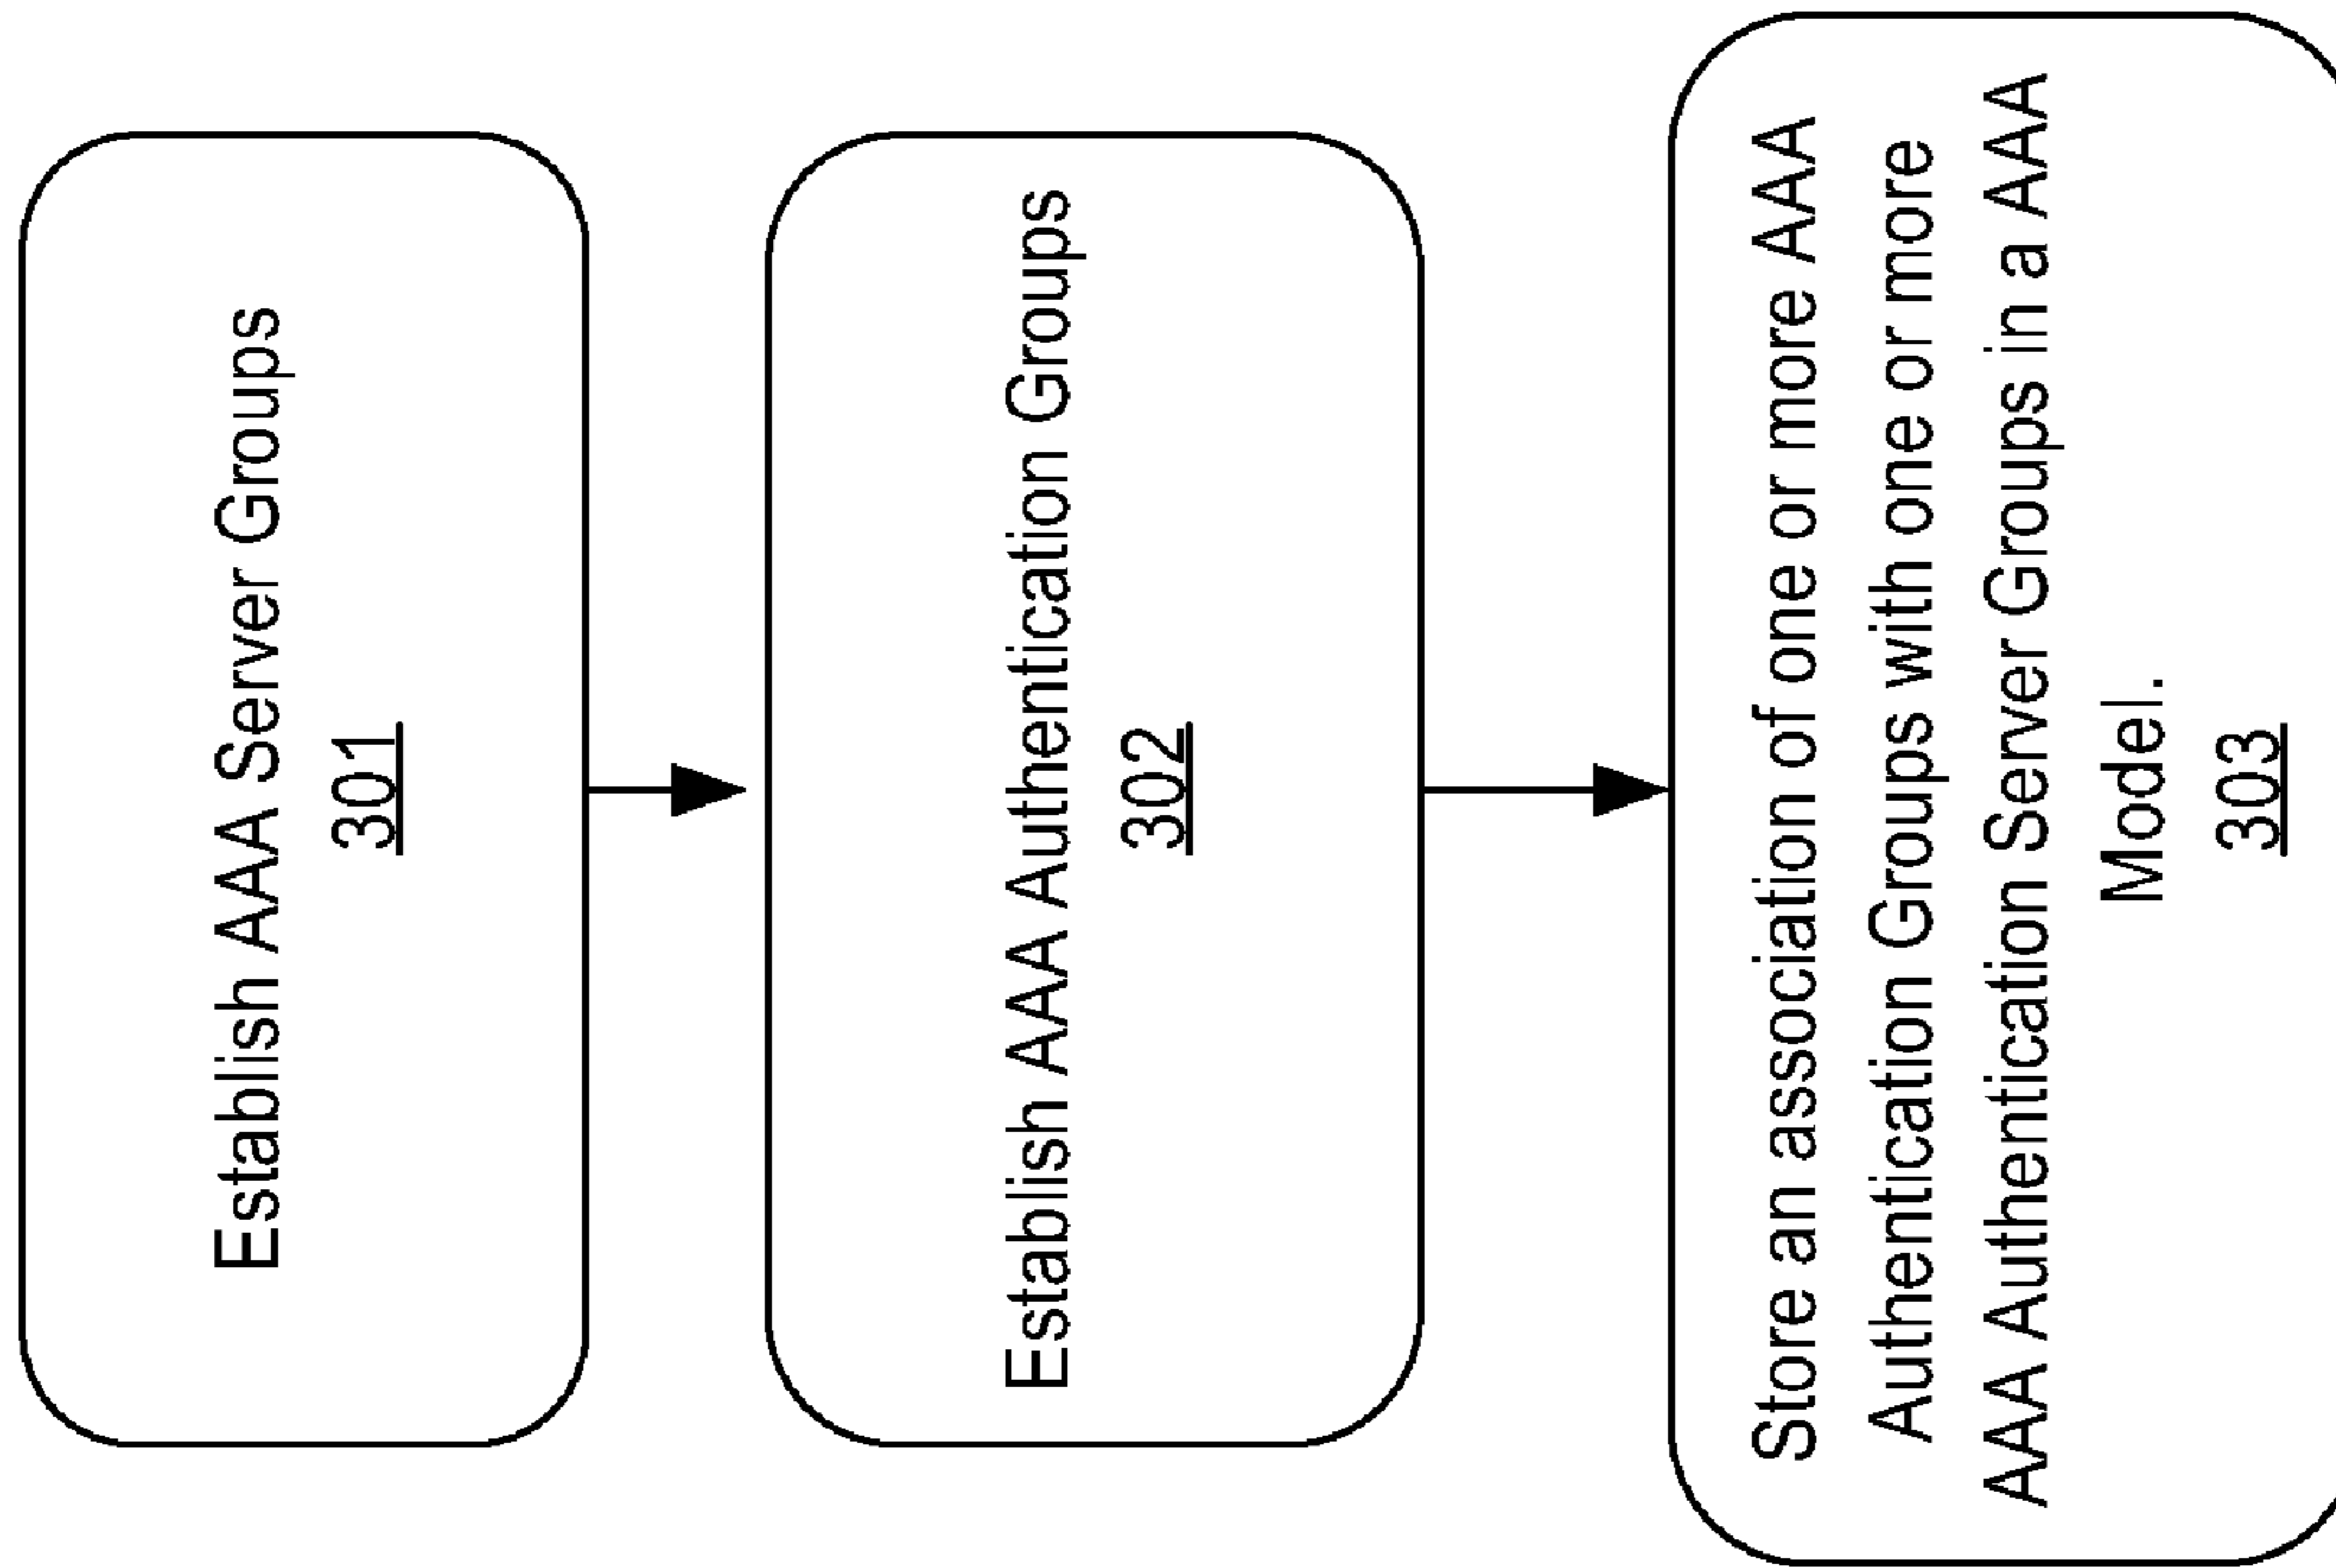 Establish AAA Server Groups
301
Establish AAA Authentication Groups
302
Store an association of one or more AAA
Authentication Groups with one or more
AAA Authentication Server Groups in a AAA
Model.
303